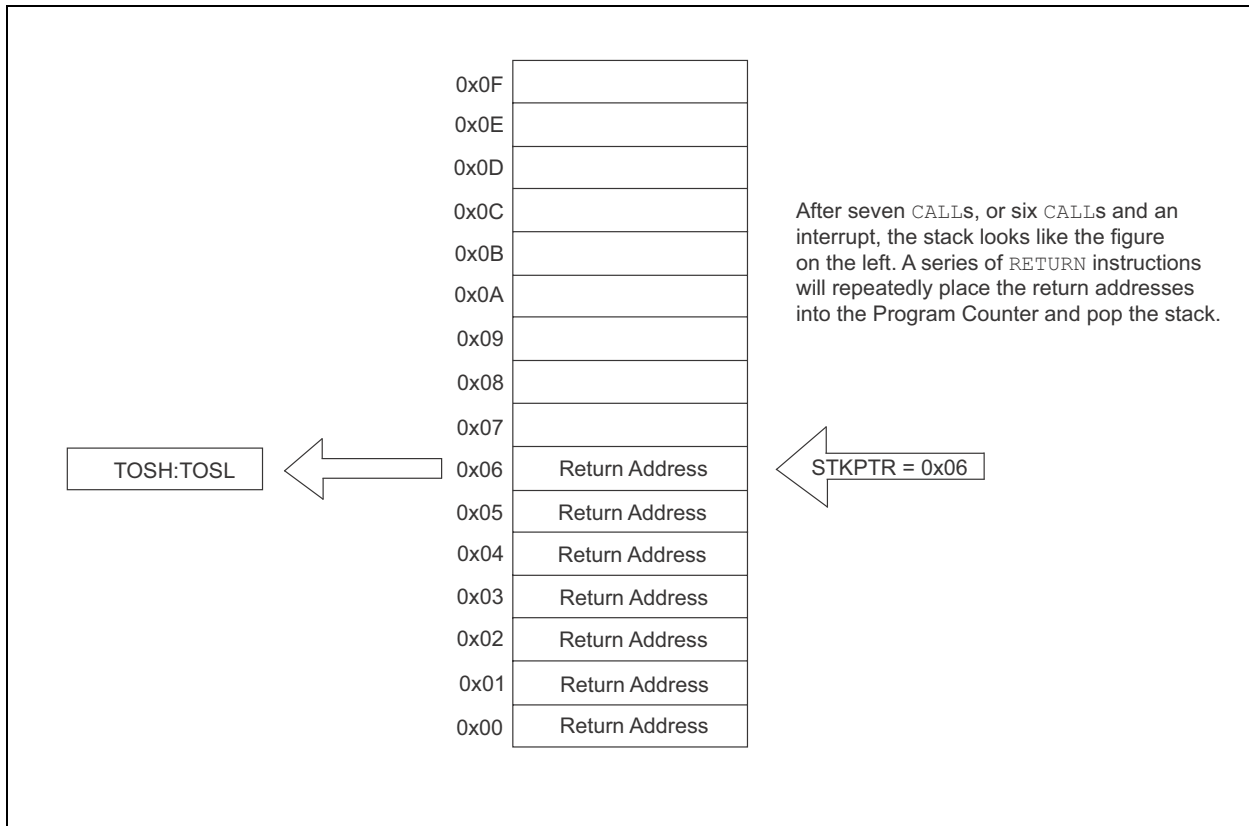 0x0F
0x0E
0x0D
0x0C
0x0B
0x0A
0x09
0x08
0x07
After seven CALLs, or six CALLs and an
interrupt, the stack looks like the figure
on the left. A series of RETURN instructions
will repeatedly place the return addresses
into the Program Counter and pop the stack.
TOSH:TOSL
0x06 Return Address
STKPTR = 0x06
0x05 Return Address
0x04 Return Address
0x03 Return Address
0x02 Return Address
0x01 Return Address
0x00 Return Address